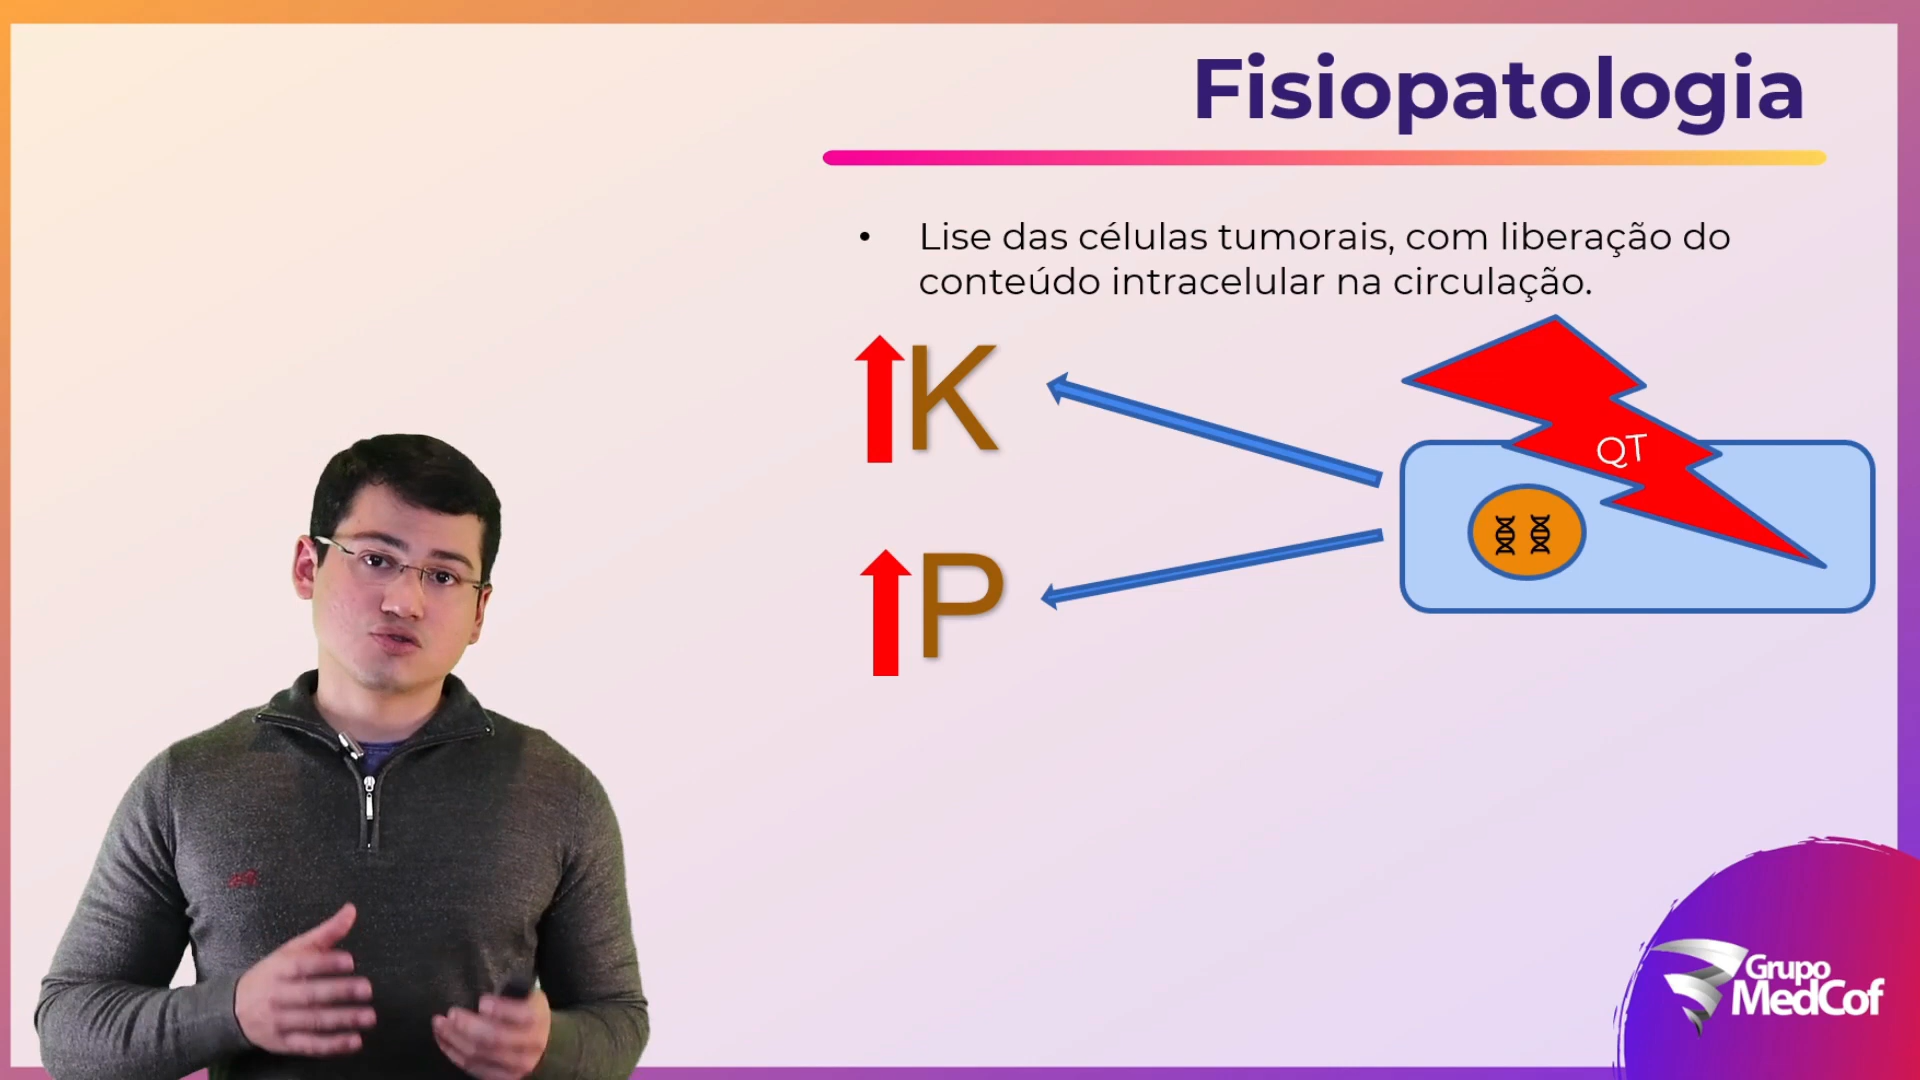 Fisiopatologia
• Lise das células tumorais, com liberação do
conteúdo intracelular na circulação.
K
QT
P
Grupo
MedCof